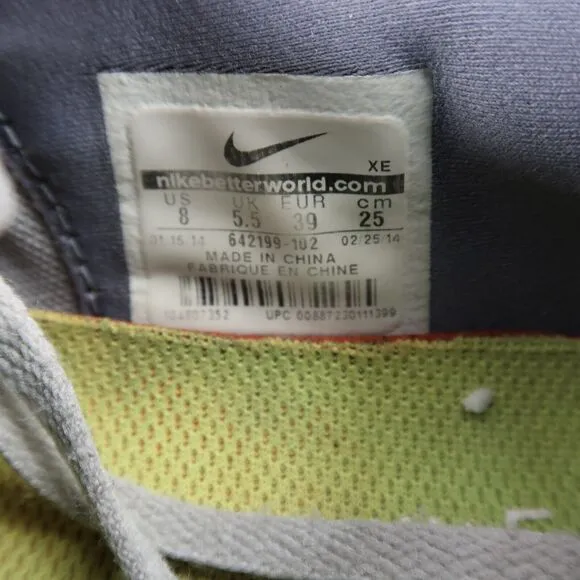 XE
nikebetterworld.com
US UK EUR cm
8 5.5 39 25
01.15.14 642199-102 02/25/14
MADE IN CHINA
FABRIQUE EN CHINE
UPC 00887230111399